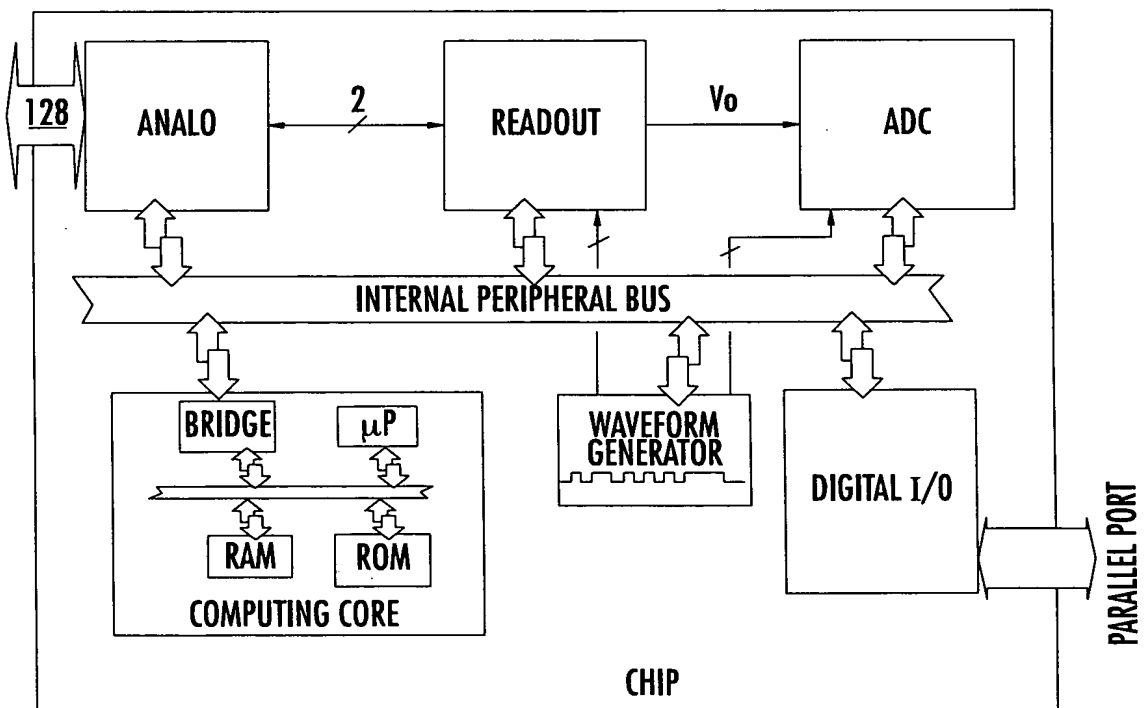 128
ANALO
2
READOUT
Vo
ADC
INTERNAL PERIPHERAL BUS
BRIDGE
μP
RAM
ROM
COMPUTING CORE
WAVEFORM
GENERATOR
DIGITAL I/O
PARALLEL PORT
CHIP